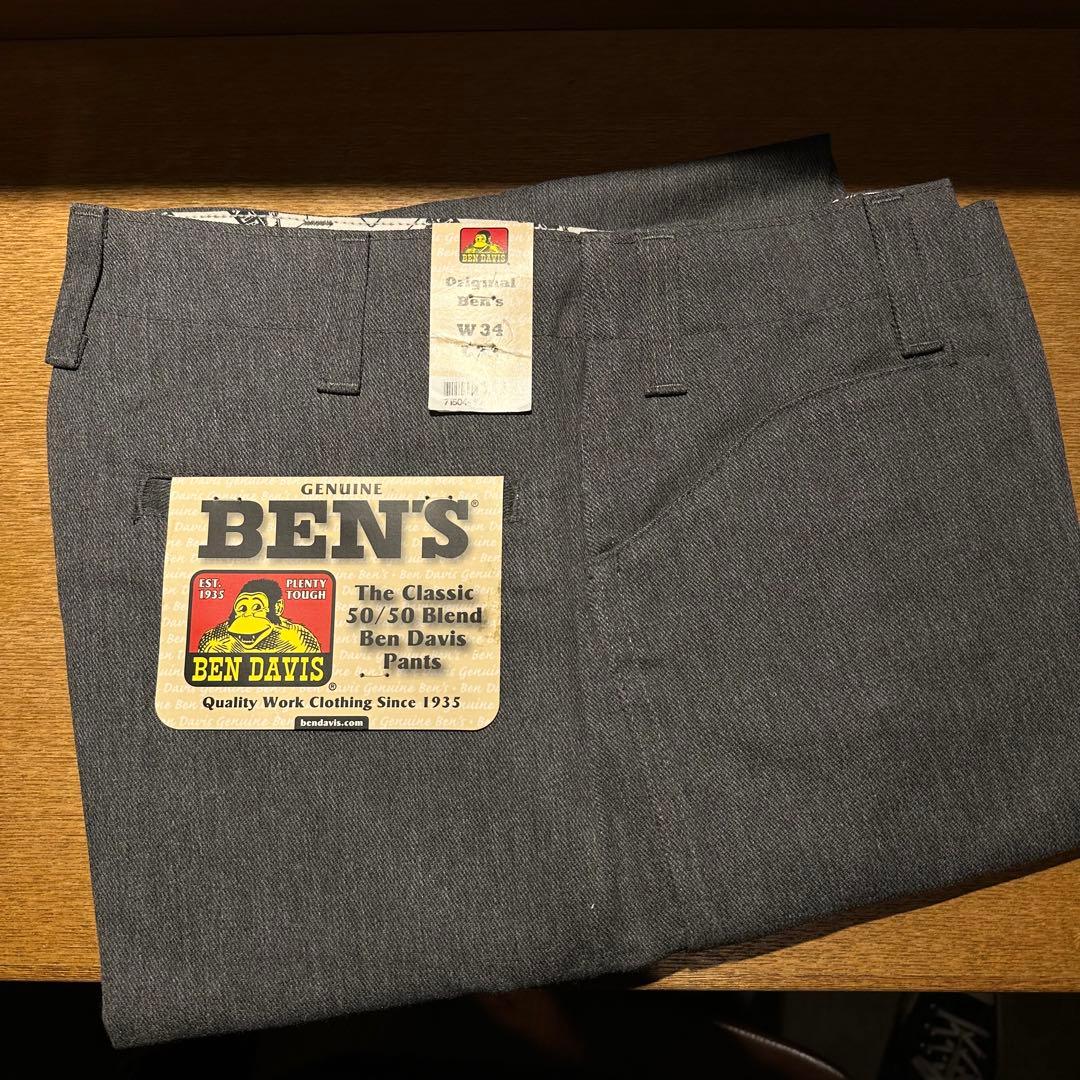 BEN DAVIS
Original
Ben's
W 34
71504
GENUINE
BEN'S®
EST.
1935
PLENTY
TOUGH
BEN DAVIS®
The Classic
50/50 Blend
Ben Davis
Pants
Quality Work Clothing Since 1935
bendavis.com